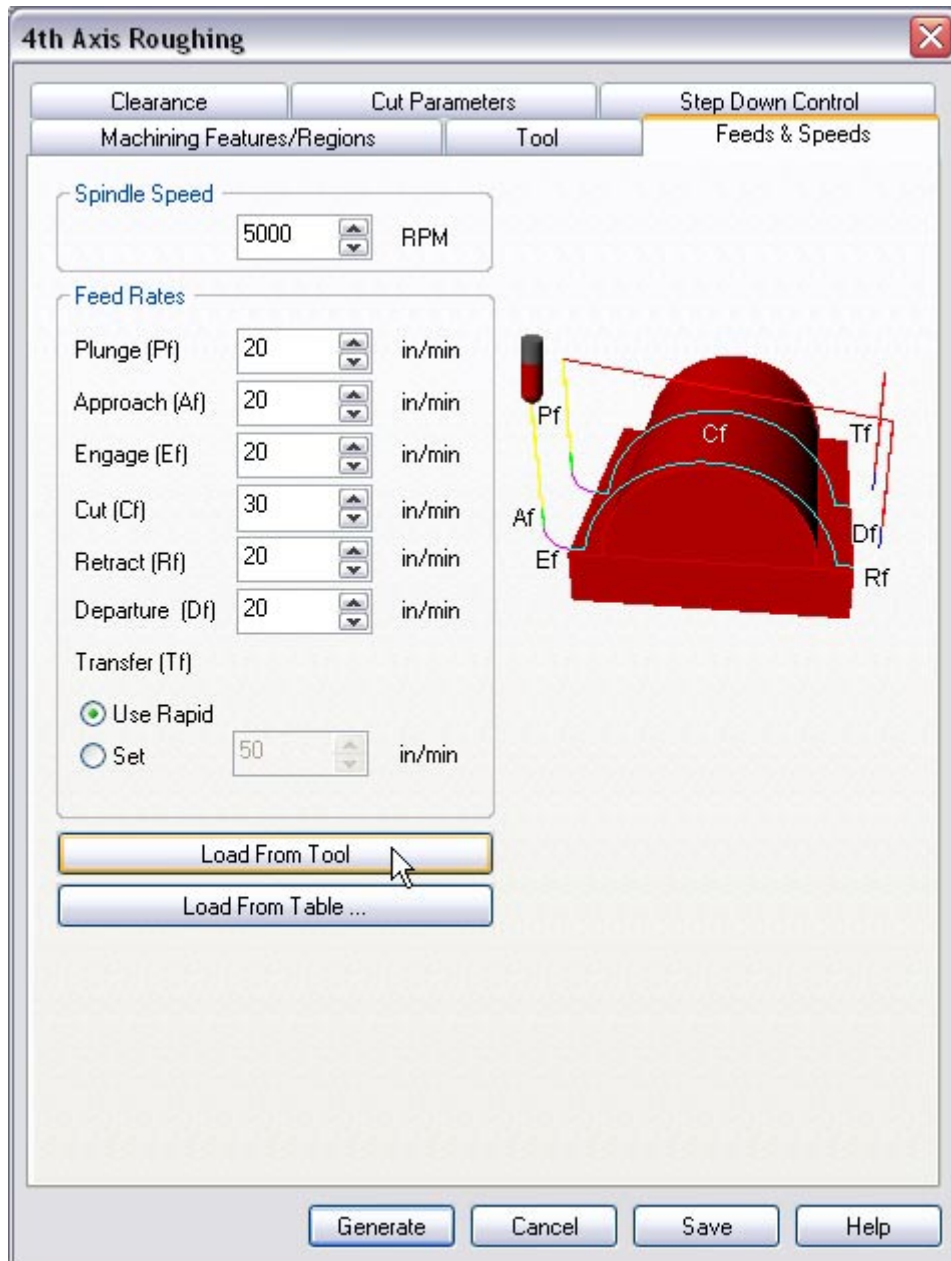 4th Axis Roughing
Clearance Cut Parameters Step Down Control
Machining Features/Regions Tool Feeds & Speeds
Spindle Speed
5000 RPM
Feed Rates
Plunge (Pf) 20 in/min
Approach (Af) 20 in/min
Engage (Ef) 20 in/min
Cut (Cf) 30 in/min
Retract (Rf) 20 in/min
Departure (Df) 20 in/min
Transfer (Tf)
Use Rapid
Set 50 in/min
Pf
Cf
Tf
Af
Df
Ef
Rf
Load From Tool
Load From Table ...
Generate Cancel Save Help